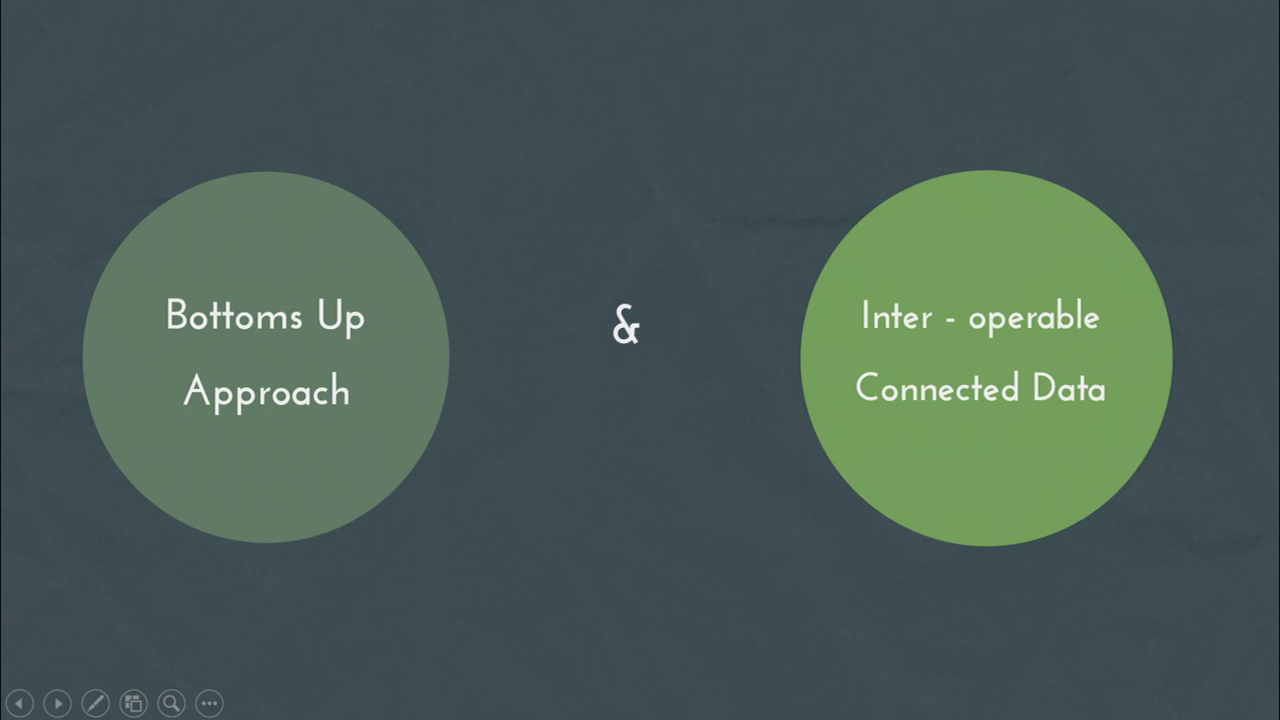 Bottoms Up
Approach
&
Inter - operable
Connected Data